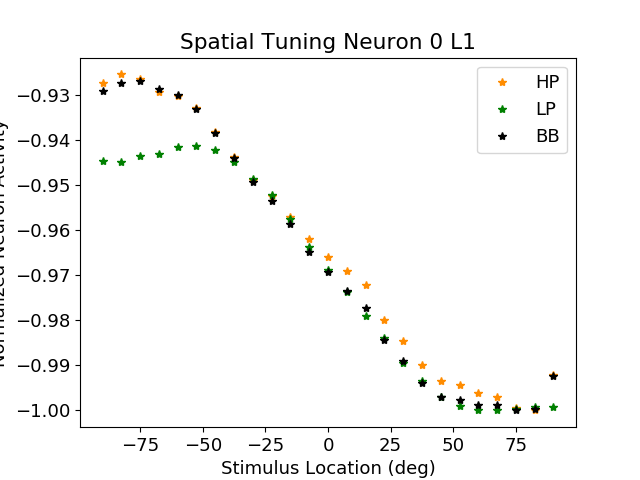 Spatial Tuning Neuron 0 L1
HP
LP
BB
−0.93
−0.94
−0.95
−0.96
−0.97
−0.98
−0.99
−1.00
Normalized Neuron Activity
−75
−50
−25
0
25
50
75
Stimulus Location (deg)